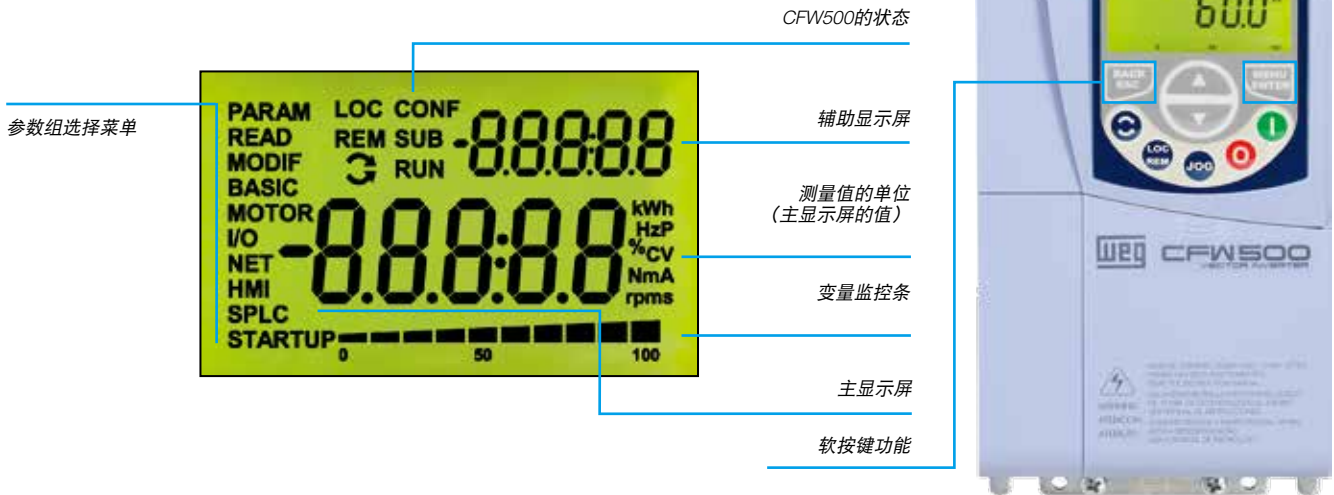 CFW500的状态
参数组选择菜单
辅助显示屏
测量值的单位
（主显示屏的值）
变量监控条
主显示屏
软按键功能
PARAM
READ
MODIF
BASIC
MOTOR
I/O
NET
HMI
SPLC
STARTUP
LOC CONF
REM SUB
RUN
-88888
-888:88
kWh
HzP
%CV
NmA
rpms
0 50 100
60.0
BACK
ESC
MENU
ENTER
LOC
REM
JOG
WEG CFW500
VECTOR INVERTER